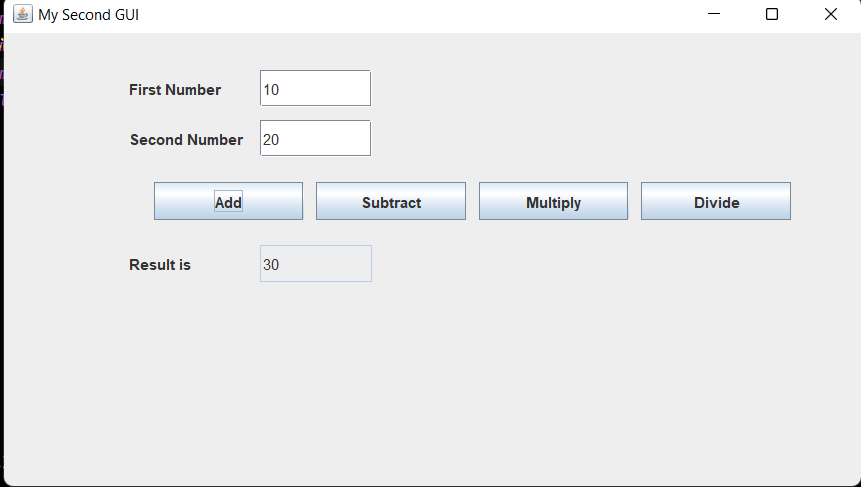 My Second GUI
First Number 10
Second Number 20
Add Subtract Multiply Divide
Result is 30